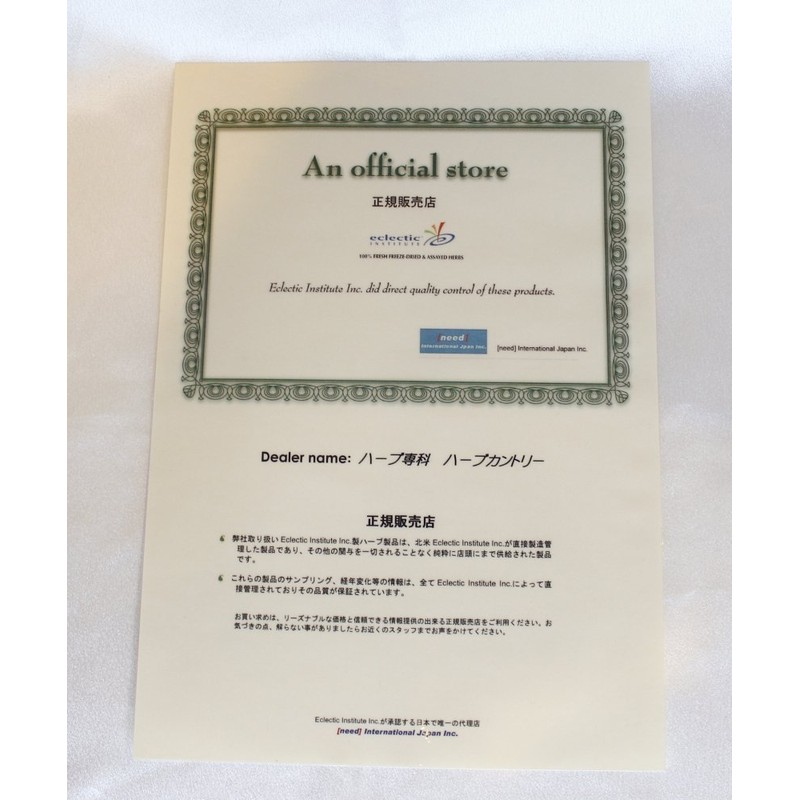 An official store
正規販売店
eclectic
INSTITUTE
100% FRESH FREEZE-DRIED & ASSAYED HERBS
Eclectic Institute Inc. did direct quality control of these products.
[need]
International Jpan Inc.
[need] International Japan Inc.
Dealer name: ハーブ専科 ハーブカントリー
正規販売店
弊社取り扱い Eclectic Institute Inc.製ハーブ製品は、北米 Eclectic Institute Inc.が直接製造管
理した製品であり、その他の関与を一切されることなく純粋に店頭にまで供給された製品
です。
これらの製品のサンプリング、経年変化等の情報は、全て Eclectic Institute Inc.によって直
接管理されておりその品質が保証されています。
お買い求めは、リーズナブルな価格と信頼できる情報提供の出来る正規販売店をご利用ください。お
気づきの点、解らない事がありましたらお近くのスタッフまでお声をかけてください。
Eclectic Institute Inc.が承認する日本で唯一の代理店
[need] International Japan Inc.